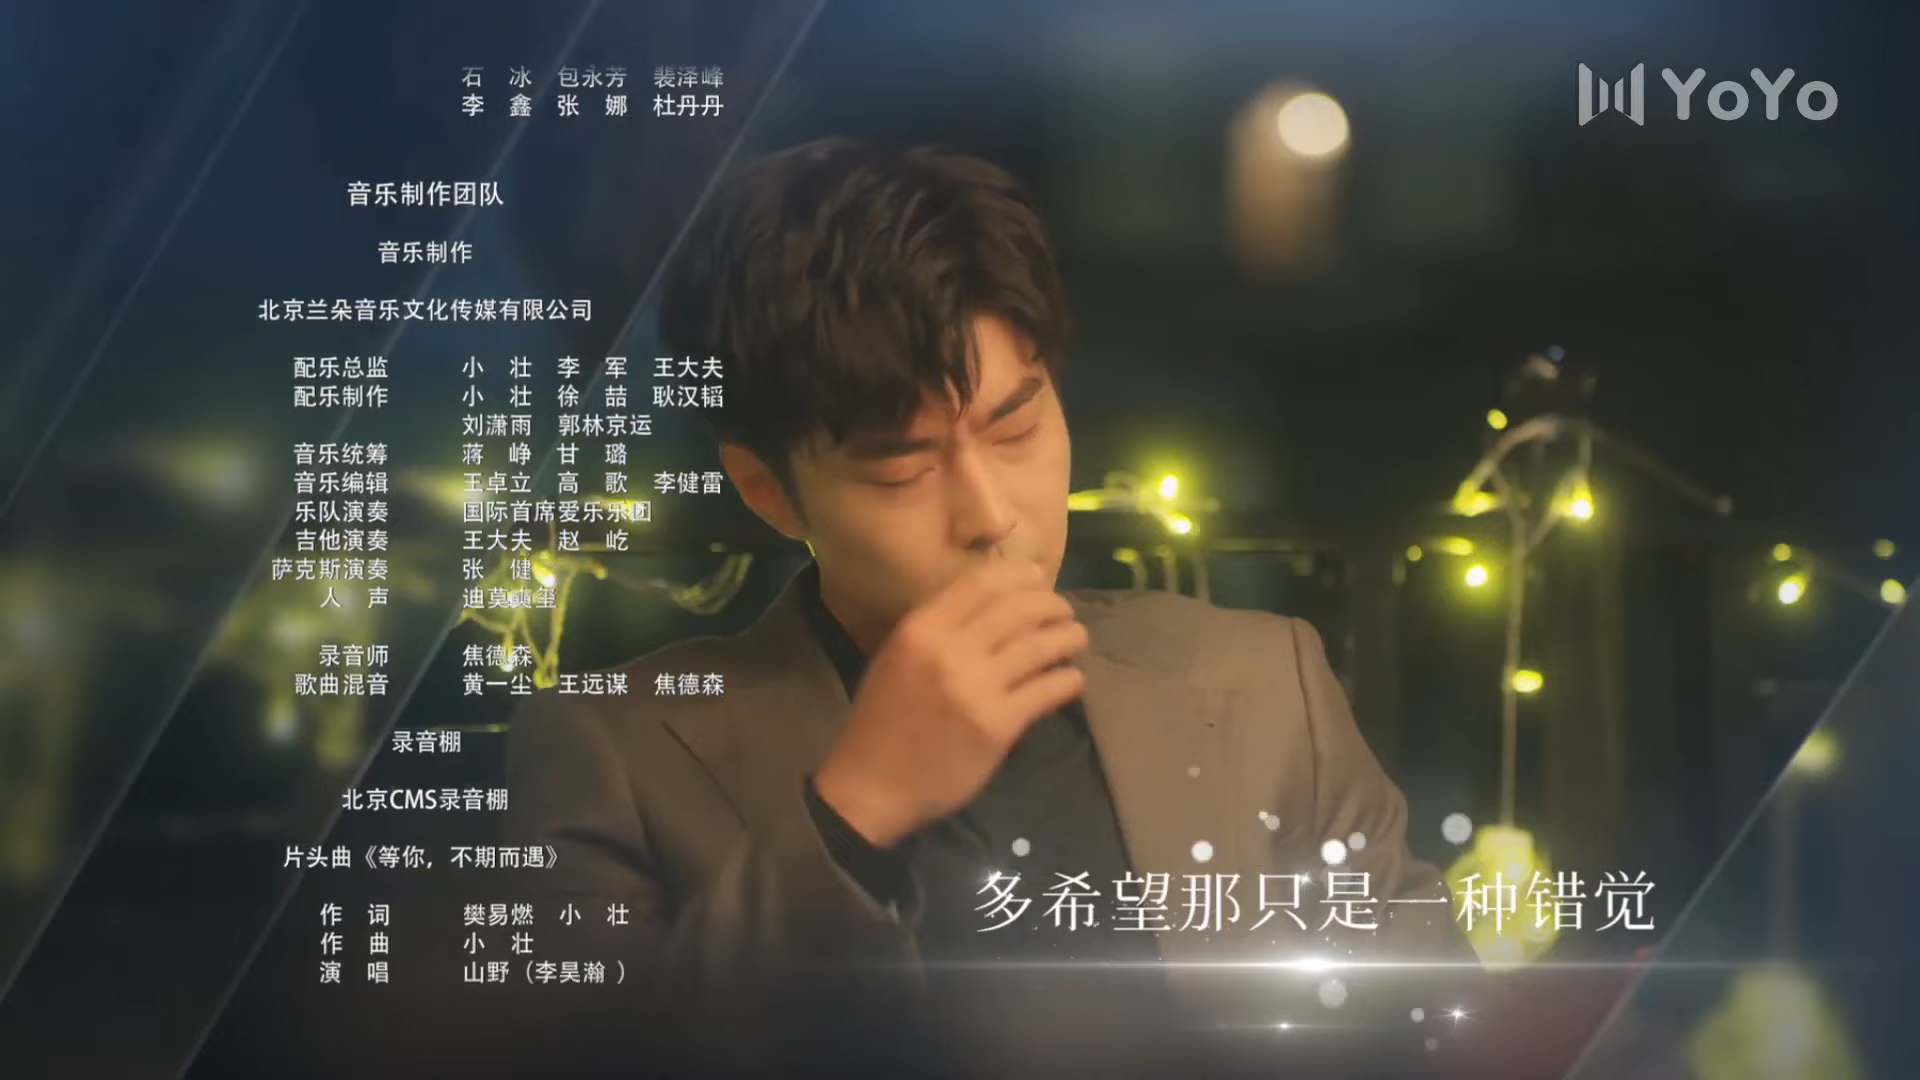 石 冰 包永芳 裴泽峰
李 鑫 张 娜 杜丹丹
YoYo
音乐制作团队
音乐制作
北京兰朵音乐文化传媒有限公司
配乐总监 小 壮 李 军 王大夫
配乐制作 小 壮 徐 喆 耿汉韬
刘潇雨 郭林京运
音乐统筹 蒋 峥 甘 璐
音乐编辑 王卓立 高 歌 李健雷
乐队演奏 国际首席爱乐乐团
吉他演奏 王大夫 赵 屹
萨克斯演奏 张 健
人 声 迪莫爽玺
录音师 焦德森
歌曲混音 黄一尘 王远谋 焦德森
录音棚
北京CMS录音棚
片头曲《等你，不期而遇》
作 词 樊易燃 小 壮
作 曲 小 壮
演 唱 山野（李昊瀚 ）
多希望那只是一种错觉